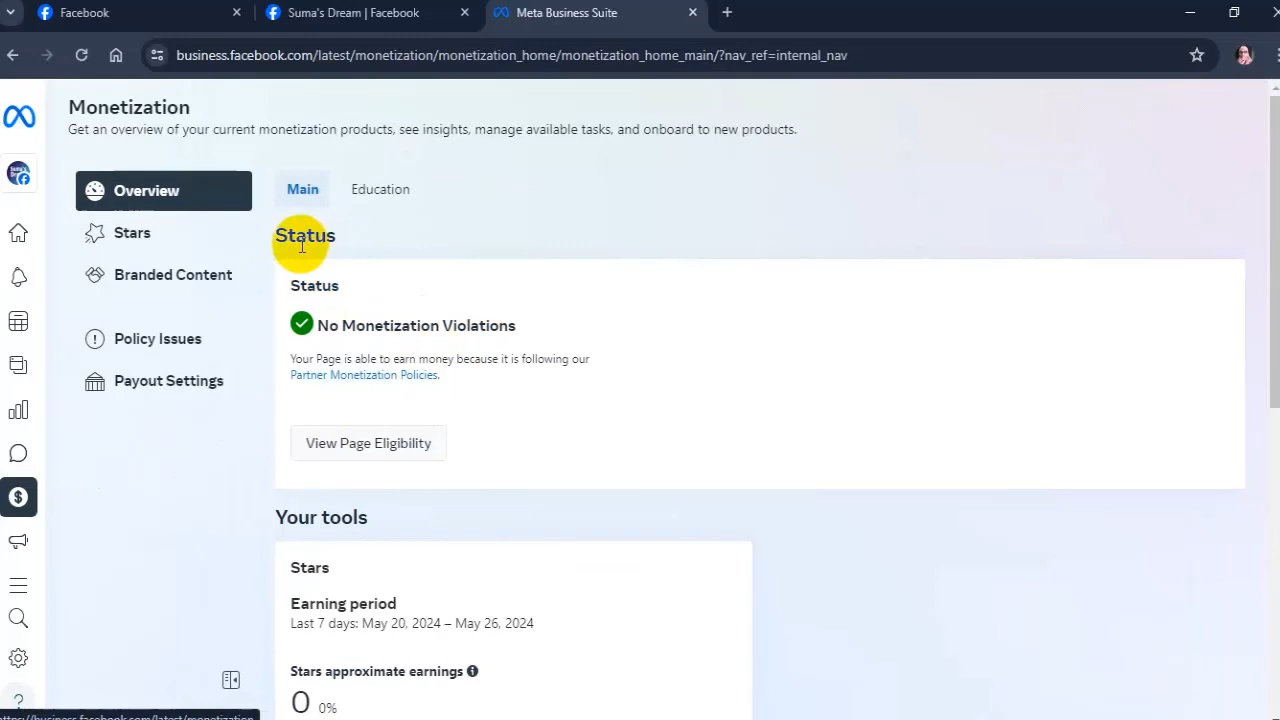 Facebook
Suma's Dream | Facebook
Meta Business Suite
business.facebook.com/latest/monetization/monetization_home/monetization_home_main/?nav_ref=internal_nav
Monetization
Get an overview of your current monetization products, see insights, manage available tasks, and onboard to new products.
Overview
Stars
Branded Content
Policy Issues
Payout Settings
Main
Education
Status
Status
No Monetization Violations
Your Page is able to earn money because it is following our
Partner Monetization Policies.
View Page Eligibility
Your tools
Stars
Earning period
Last 7 days: May 20, 2024 – May 26, 2024
Stars approximate earnings
0 0%
https://business.facebook.com/latest/monetization